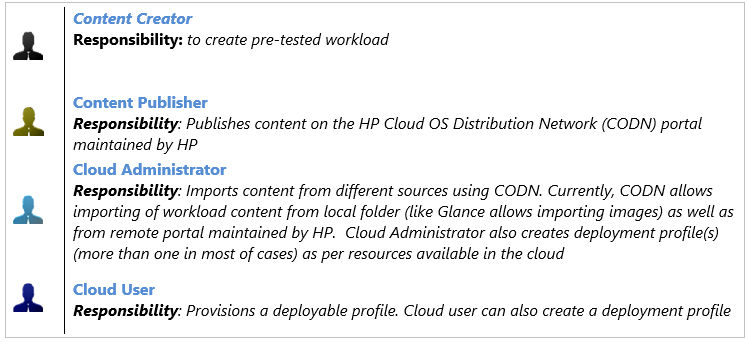 Content Creator
Responsibility: to create pre-tested workload
Content Publisher
Responsibility: Publishes content on the HP Cloud OS Distribution Network (CODN) portal
maintained by HP
Cloud Administrator
Responsibility: Imports content from different sources using CODN. Currently, CODN allows
importing of workload content from local folder (like Glance allows importing images) as well as
from remote portal maintained by HP.  Cloud Administrator also creates deployment profile(s)
(more than one in most of cases) as per resources available in the cloud
Cloud User
Responsibility: Provisions a deployable profile. Cloud user can also create a deployment profile